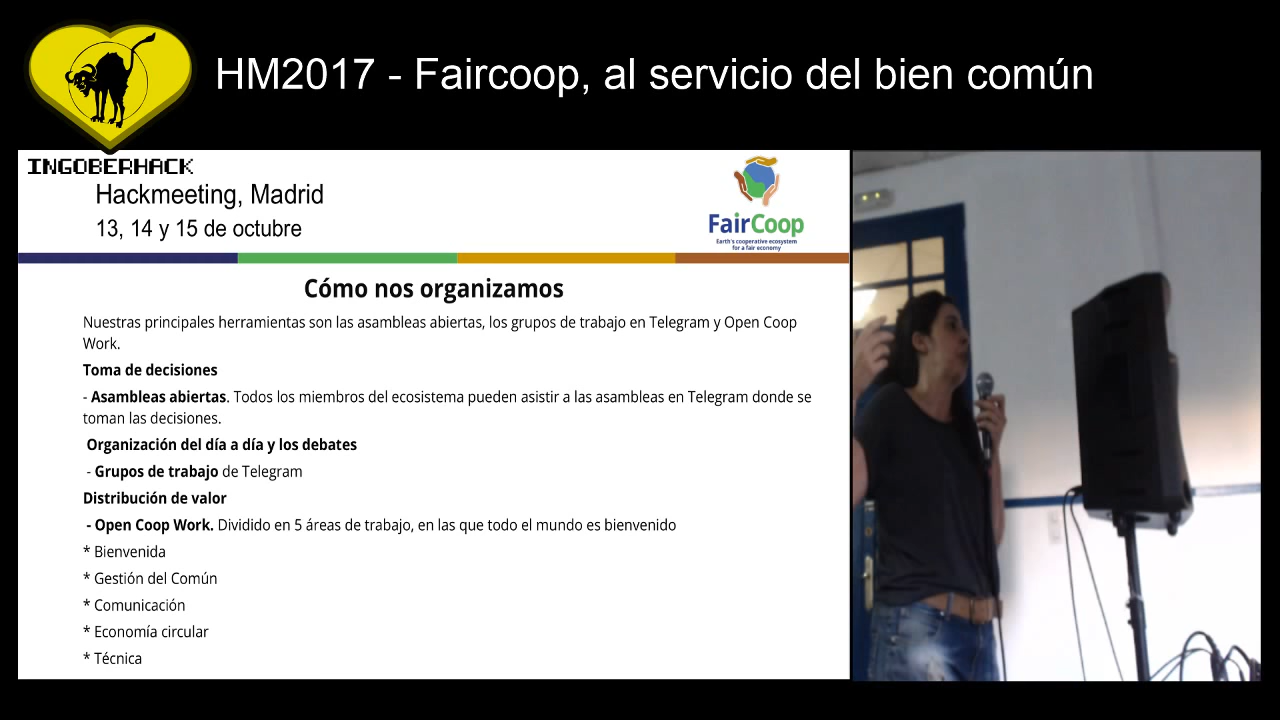 HM2017 - Faircoop, al servicio del bien común
INGOBERHACK
Hackmeeting, Madrid
13, 14 y 15 de octubre
FairCoop
Earth's cooperative ecosystem
for a fair economy
Cómo nos organizamos
Nuestras principales herramientas son las asambleas abiertas, los grupos de trabajo en Telegram y Open Coop
Work.
Toma de decisiones
- Asambleas abiertas. Todos los miembros del ecosistema pueden asistir a las asambleas en Telegram donde se
toman las decisiones.
Organización del día a día y los debates
- Grupos de trabajo de Telegram
Distribución de valor
- Open Coop Work. Dividido en 5 áreas de trabajo, en las que todo el mundo es bienvenido
* Bienvenida
* Gestión del Común
* Comunicación
* Economía circular
* Técnica